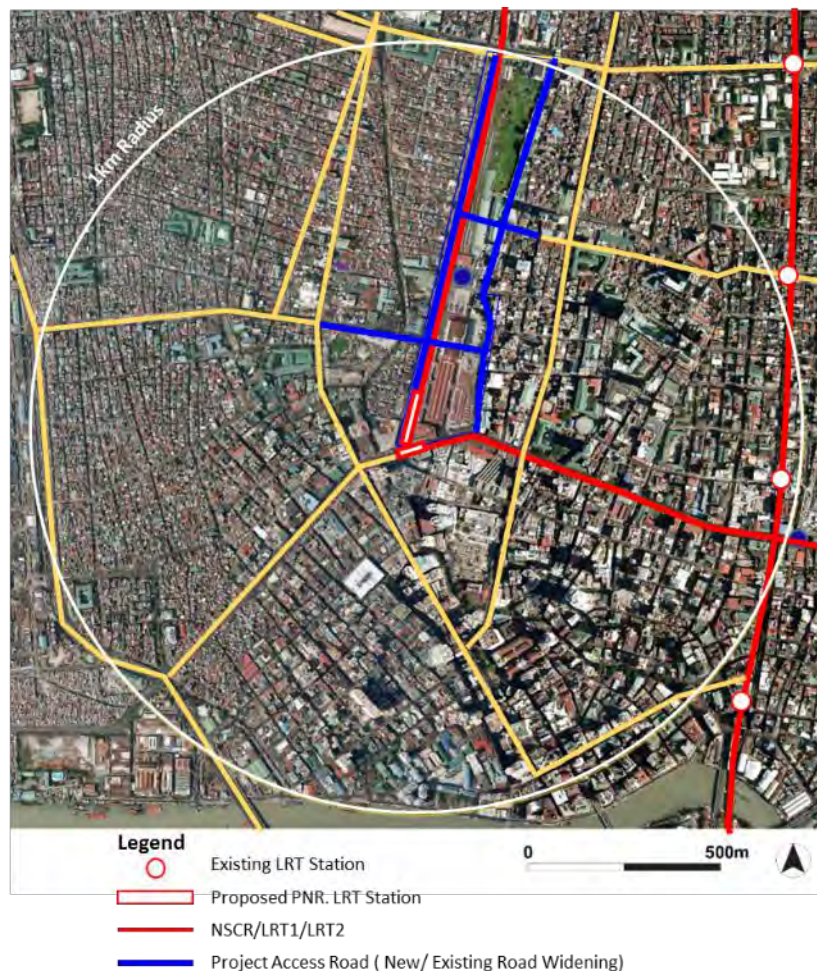 1km Radius
Legend
Existing LRT Station
Proposed PNR. LRT Station
NSCR/LRT1/LRT2
Project Access Road ( New/ Existing Road Widening)
0 500m